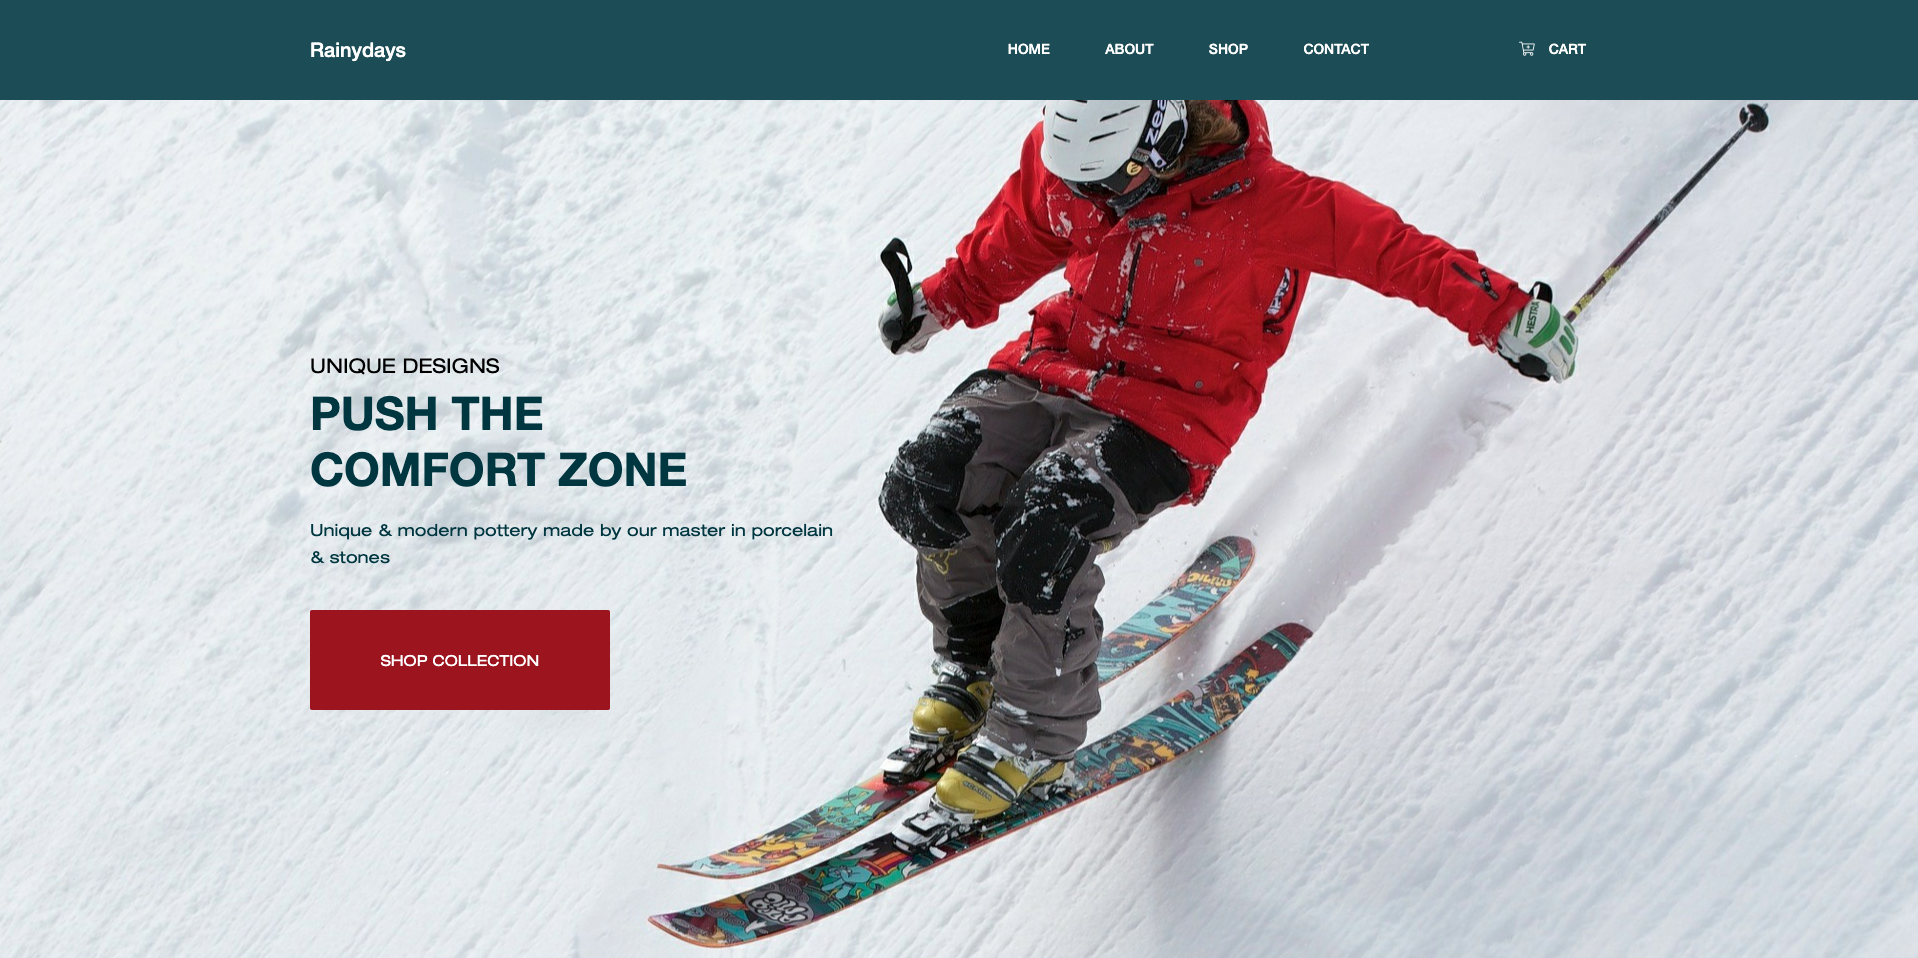 Rainydays
HOME ABOUT SHOP CONTACT CART
UNIQUE DESIGNS
PUSH THE
COMFORT ZONE
Unique & modern pottery made by our master in porcelain
& stones
SHOP COLLECTION
HESTRA